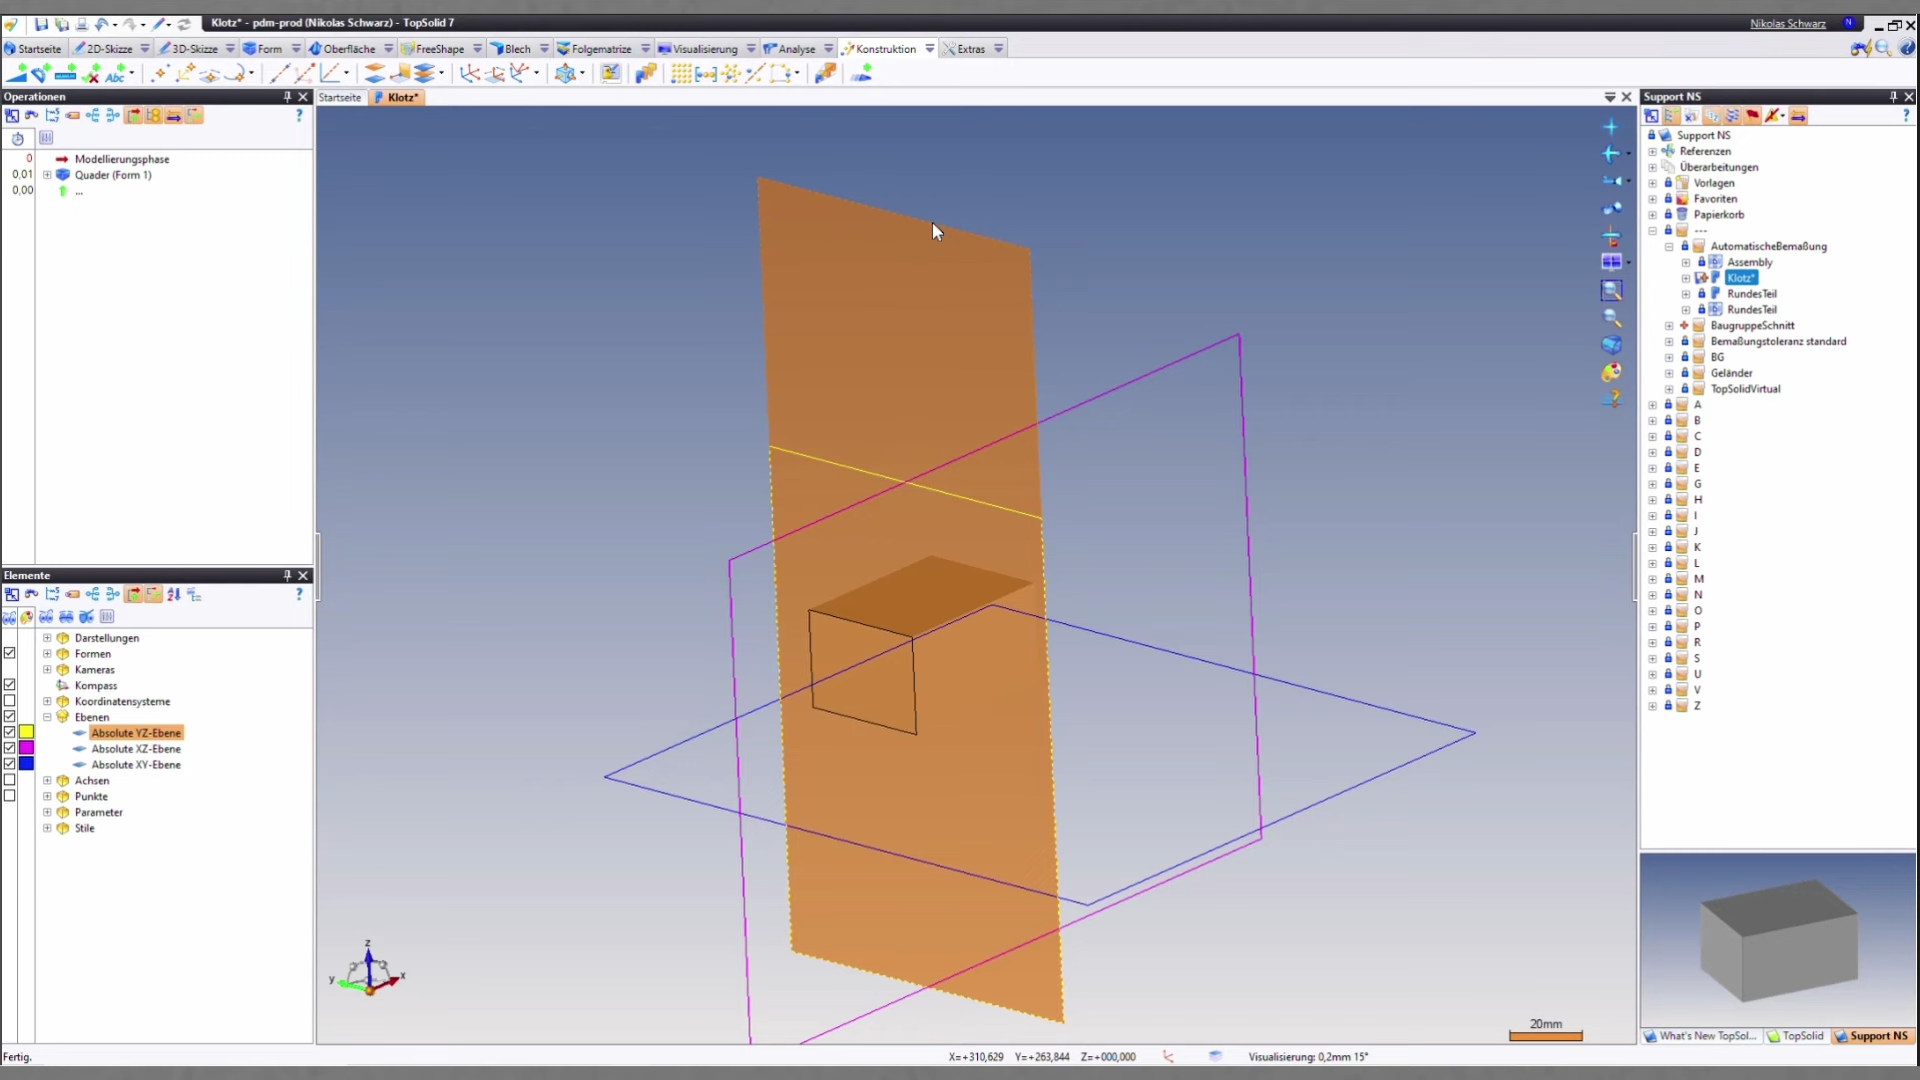 Klotz* - pdm-prod (Nikolas Schwarz) - TopSolid 7
Nikolas Schwarz
N
Startseite 2D-Skizze 3D-Skizze Form Oberfläche FreeShape Blech Folgematrize Visualisierung Analyse Konstruktion Extras
Abc
Operationen
Startseite Klotz*
Support NS
0 Modellierungsphase
0,01 Quader (Form 1)
0,00 ...
Elemente
Darstellungen
Formen
Kameras
Kompass
Koordinatensysteme
Ebenen
Absolute YZ-Ebene
Absolute XZ-Ebene
Absolute XY-Ebene
Achsen
Punkte
Parameter
Stile
z
y
x
20mm
Support NS
Referenzen
Überarbeitungen
Vorlagen
Favoriten
Papierkorb
---
AutomatischeBemaßung
Assembly
Klotz*
RundesTeil
RundesTeil
BaugruppeSchnitt
Bemaßungstoleranz standard
BG
Geländer
TopSolidVirtual
A
B
C
D
E
G
H
I
J
K
L
M
N
O
P
R
S
U
V
Z
What's New TopSol... TopSolid Support NS
Fertig.
X=+310,629 Y=+263,844 Z=+000,000
Visualisierung: 0,2mm 15°